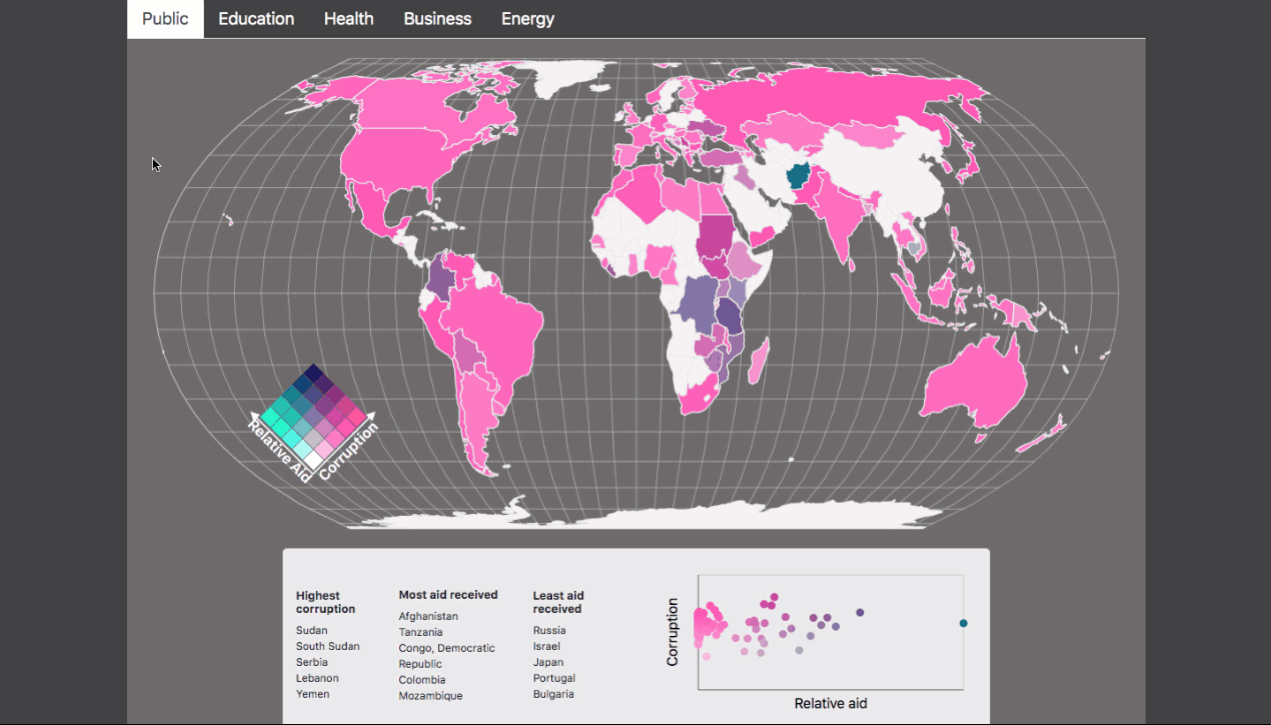 Public Education Health Business Energy
Relative Aid
Corruption
Highest
corruption
Sudan
South Sudan
Serbia
Lebanon
Yemen
Most aid received
Afghanistan
Tanzania
Congo, Democratic
Republic
Colombia
Mozambique
Least aid
received
Russia
Israel
Japan
Portugal
Bulgaria
Corruption
Relative aid